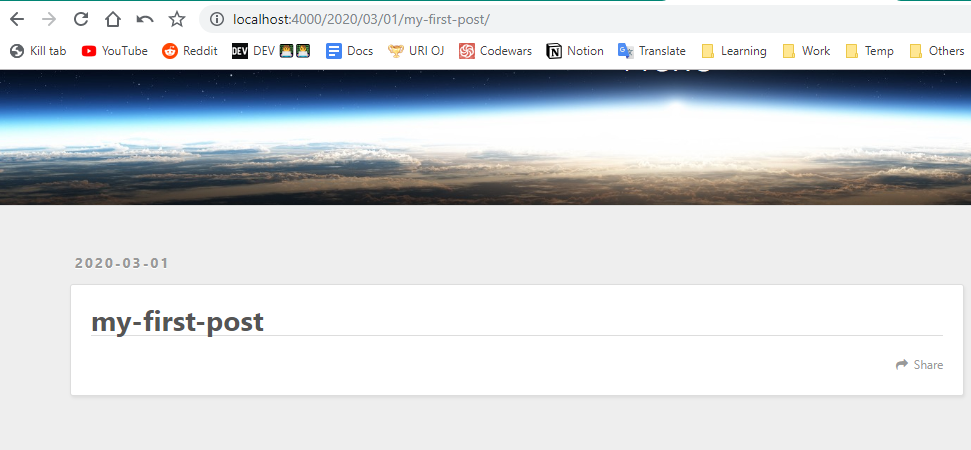 localhost:4000/2020/03/01/my-first-post/
Kill tab YouTube Reddit DEV DEV Docs URI OJ Codewars Notion Translate Learning Work Temp Others
2020-03-01
my-first-post
Share